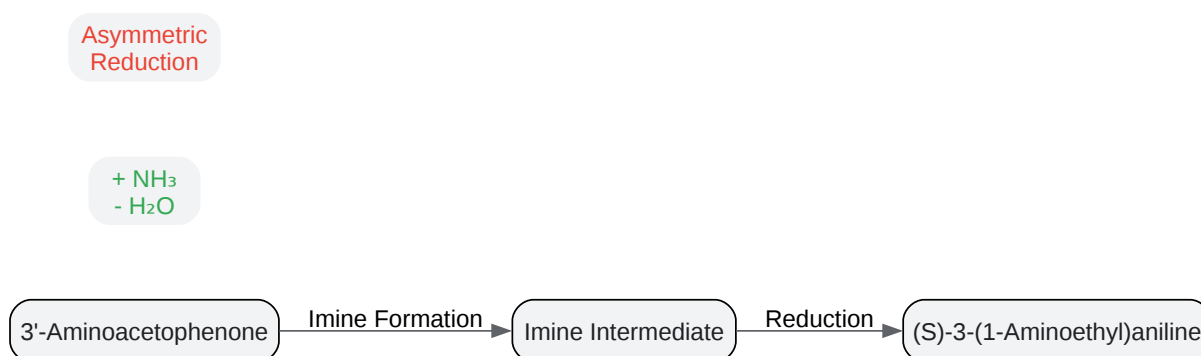 Asymmetric
Reduction
+ NH₃
- H₂O
3'-Aminoacetophenone
Imine Formation
Imine Intermediate
Reduction
(S)-3-(1-Aminoethyl)aniline